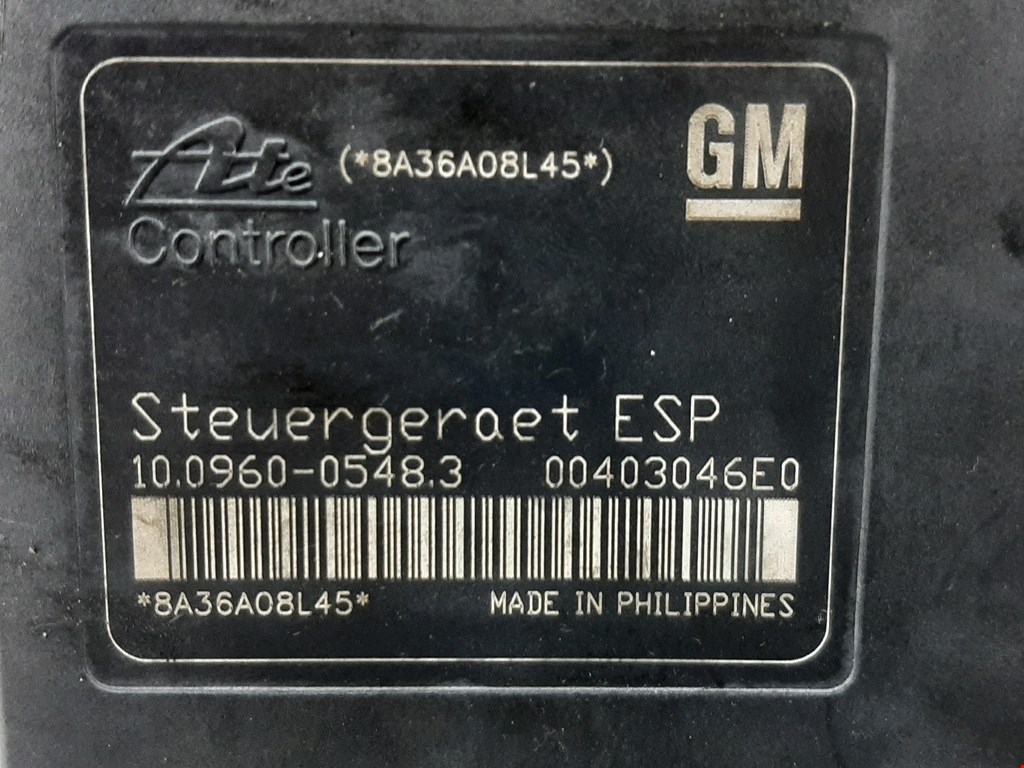 Ate (*8A36A08L45*) GM
Controller
Steuergeraet ESP
10.0960-0548.3 00403046E0
*8A36A08L45* MADE IN PHILIPPINES